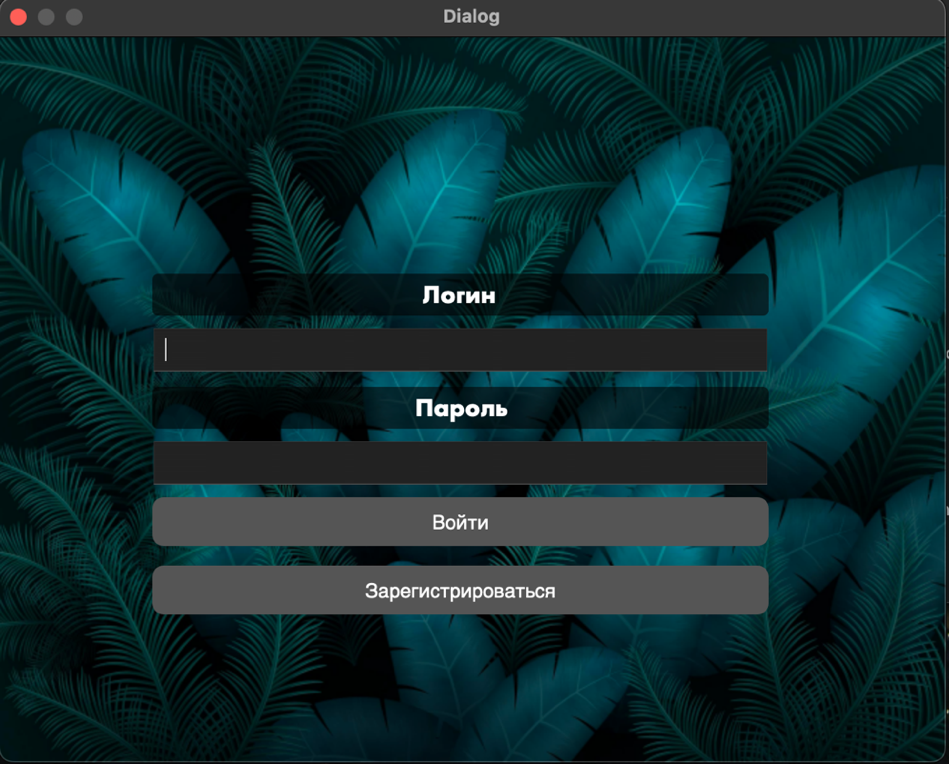 Dialog
Логин
Пароль
Войти
Зарегистрироваться